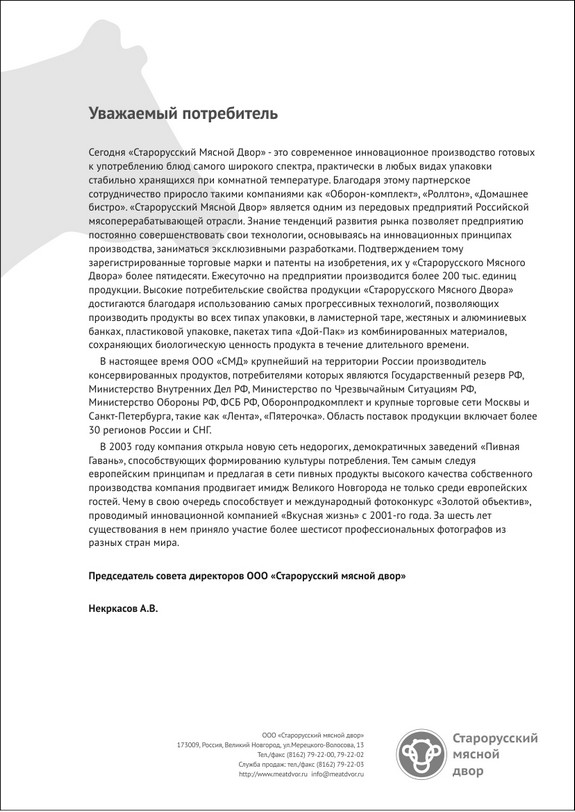 Уважаемый потребитель
Сегодня «Старорусский Мясной Двор» - это современное инновационное производство готовых
к употреблению блюд самого широкого спектра, практически в любых видах упаковки
стабильно хранящихся при комнатной температуре. Благодаря этому партнерское
сотрудничество приросло такими компаниями как «Оборон-комплект», «Роллтон», «Домашнее
бистро». «Старорусский Мясной Двор» является одним из передовых предприятий Российской
мясоперерабатывающей отрасли. Знание тенденций развития рынка позволяет предприятию
постоянно совершенствовать свои технологии, основываясь на инновационных принципах
производства, заниматься эксклюзивными разработками. Подтверждением тому
зарегистрированные торговые марки и патенты на изобретения, их у «Старорусского Мясного
Двора» более пятидесяти. Ежесуточно на предприятии производится более 200 тыс. единиц
продукции. Высокие потребительские свойства продукции «Старорусского Мясного Двора»
достигаются благодаря использованию самых прогрессивных технологий, позволяющих
производить продукты во всех типах упаковки, в ламистерной таре, жестяных и алюминиевых
банках, пластиковой упаковке, пакетах типа «Дой-Пак» из комбинированных материалов,
сохраняющих биологическую ценность продукта в течение длительного времени.
В настоящее время ООО «СМД» крупнейший на территории России производитель
консервированных продуктов, потребителями которых являются Государственный резерв РФ,
Министерство Внутренних Дел РФ, Министерство по Чрезвычайным Ситуациям РФ,
Министерство Обороны РФ, ФСБ РФ, Оборонпродкомплект и крупные торговые сети Москвы и
Санкт-Петербурга, такие как «Лента», «Пятерочка». Область поставок продукции включает более
30 регионов России и СНГ.
В 2003 году компания открыла новую сеть недорогих, демократичных заведений «Пивная
Гавань», способствующих формированию культуры потребления. Тем самым следуя
европейским принципам и предлагая в сети пивных продукты высокого качества собственного
производства компания продвигает имидж Великого Новгорода не только среди европейских
гостей. Чему в свою очередь способствует и международный фотоконкурс «Золотой объектив»,
проводимый инновационной компанией «Вкусная жизнь» с 2001-го года. За шесть лет
существования в нем приняло участие более шестисот профессиональных фотографов из
разных стран мира.
Председатель совета директоров ООО «Старорусский мясной двор»
Некркасов А.В.
ООО «Старорусский мясной двор»
173009, Россия, Великий Новгород, ул.Мерецкого-Волосова, 13
Тел./факс (8162) 79-22-00, 79-22-02
Служба продаж: тел./факс (8162) 79-22-03
http://www.meatdvor.ru info@meatdvor.ru
Старорусский
мясной
двор